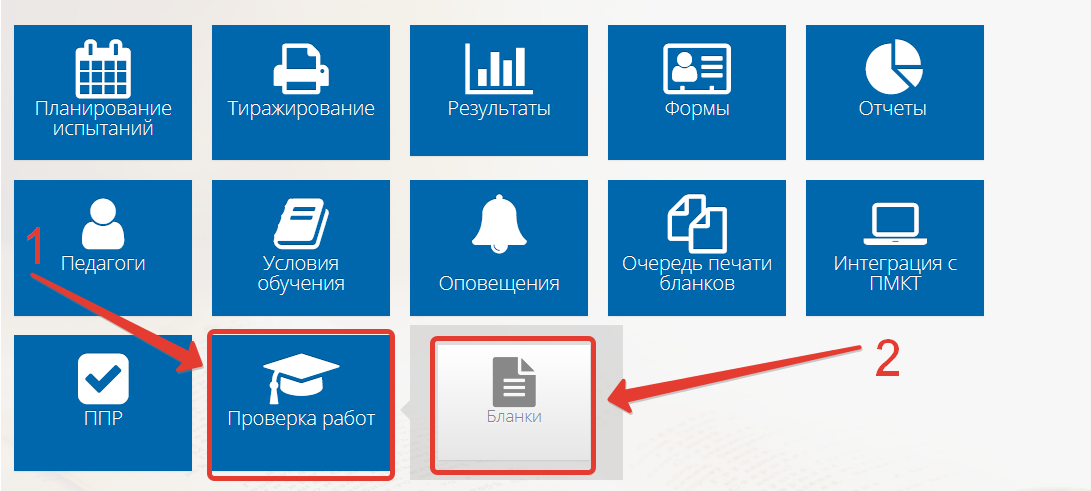 Планирование
испытаний
Тиражирование
Результаты
Формы
Отчеты
1
Педагоги
Условия
обучения
Оповещения
Очередь печати
бланков
Интеграция с
ПМКТ
ППР
Проверка работ
Бланки
2